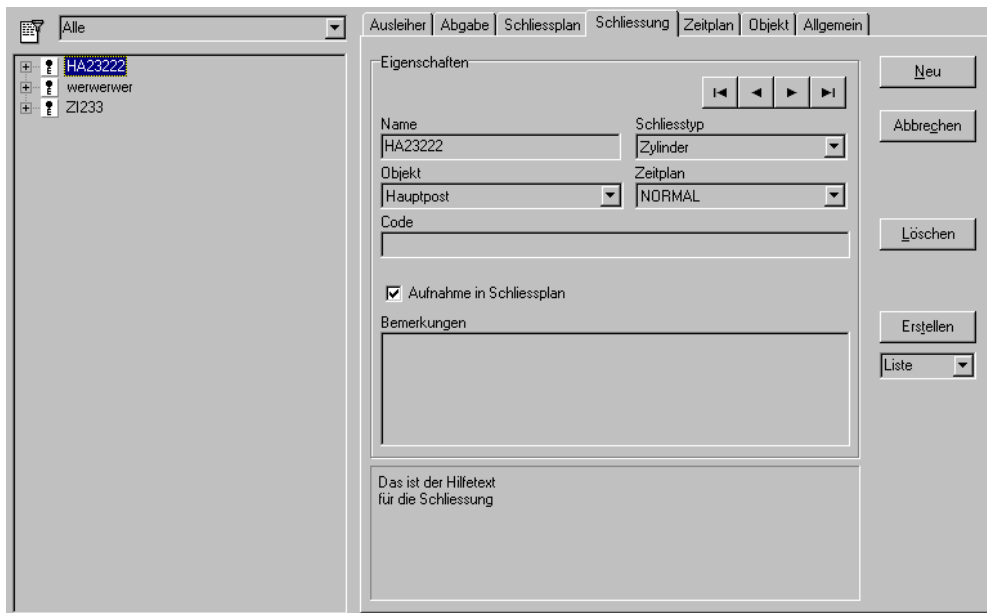 Alle
HA23222
werwerwer
ZI233
Ausleiher
Abgabe
Schliessplan
Schliessung
Zeitplan
Objekt
Allgemein
Eigenschaften
Name
HA23222
Schliesstyp
Zylinder
Objekt
Hauptpost
Zeitplan
NORMAL
Code
Aufnahme in Schliessplan
Bemerkungen
Das ist der Hilfetext
für die Schliessung
Neu
Abbrechen
Löschen
Erstellen
Liste